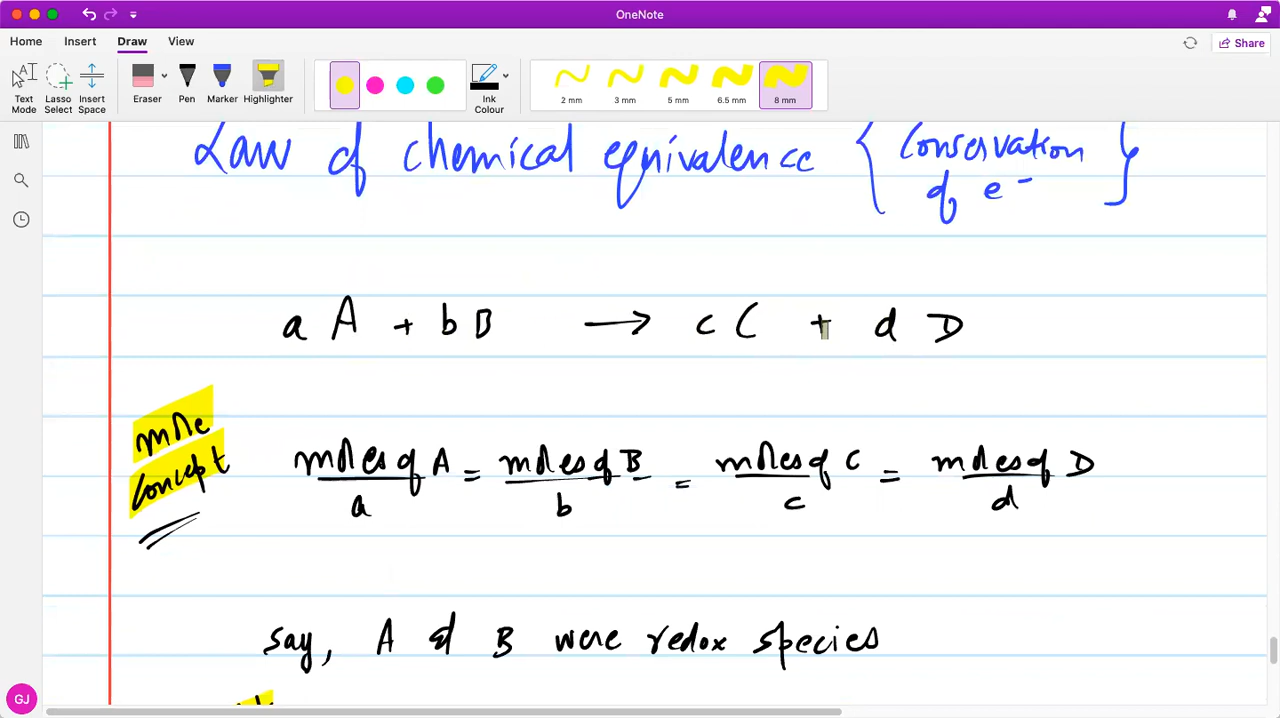 OneNote
Home Insert Draw View
Share
Text Mode
Lasso Select
Insert Space
Eraser
Pen
Marker
Highlighter
Ink Colour
2 mm 3 mm 5 mm 6.5 mm 8 mm
Law of chemical equivalence { Conservation of e⁻ }
a A + b B → c C + d D
mole concept
moles of A/a = moles of B/b = moles of C/c = moles of D/d
say, A & B were redox species
GJ